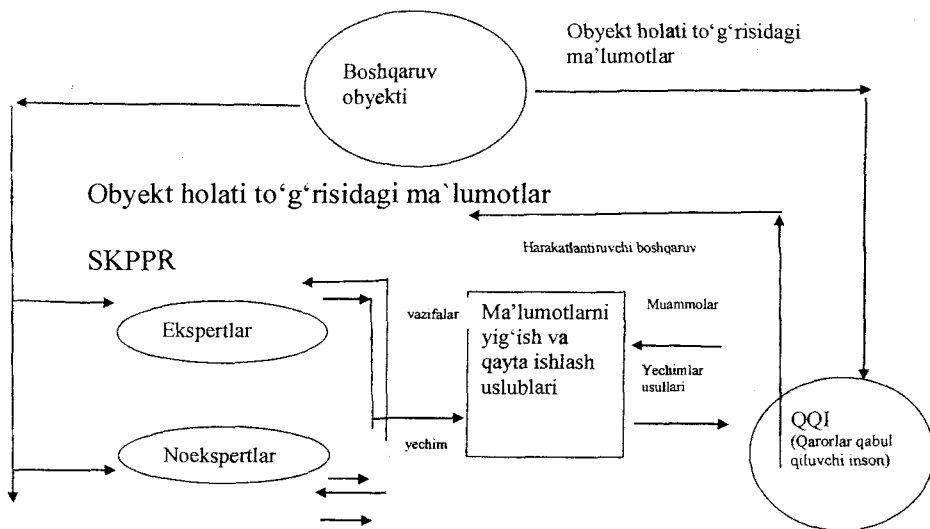 Obyekt holati to‘g‘risidagi
ma’lumotlar
Boshqaruv
obyekti
Obyekt holati to‘g‘risidagi ma`lumotlar
Harakatlantiruvchi boshqaruv
SKPPR
vazifalar
Ma’lumotlarni
yig‘ish va
qayta ishlash
uslublari
Muammolar
Ekspertlar
Yechimlar
usullari
QQI
(Qarorlar qabul
qiluvchi inson)
yechim
Noekspertlar